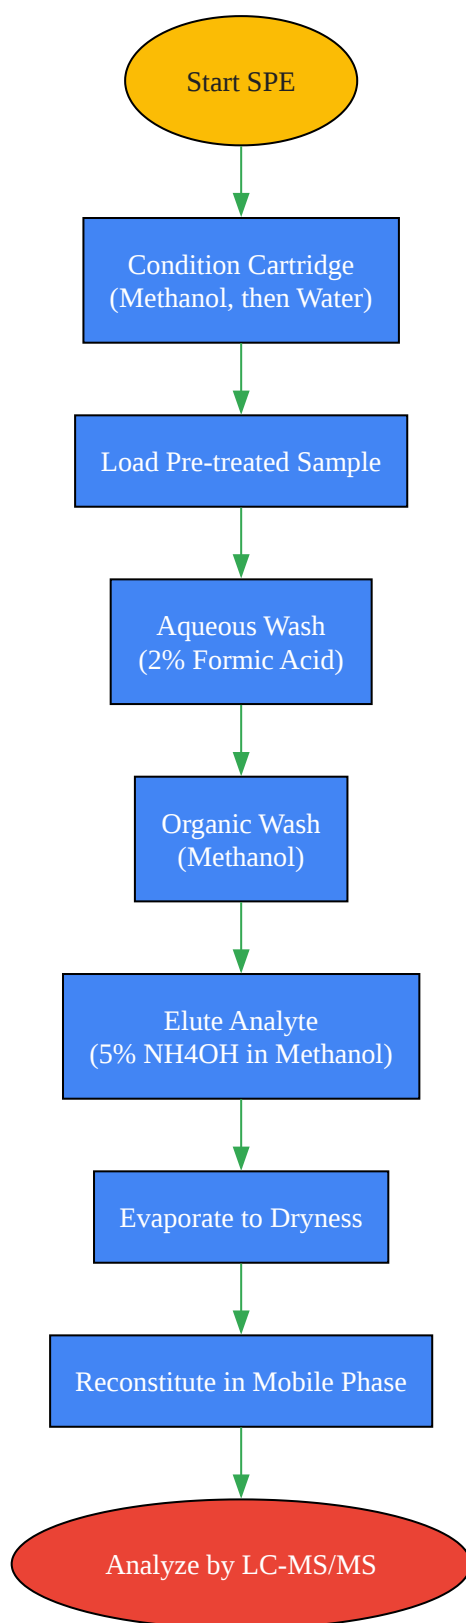 Start SPE
Condition Cartridge
(Methanol, then Water)
Load Pre-treated Sample
Aqueous Wash
(2% Formic Acid)
Organic Wash
(Methanol)
Elute Analyte
(5% NH4OH in Methanol)
Evaporate to Dryness
Reconstitute in Mobile Phase
Analyze by LC-MS/MS